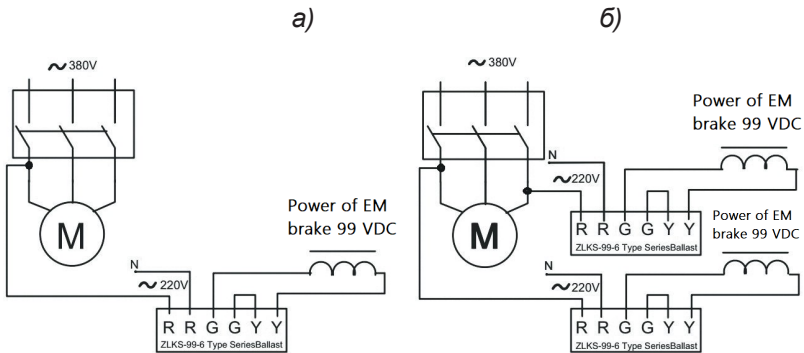 а)
~380V
M
Power of EM
brake 99 VDC
N
~220V
R R G G Y Y
ZLKS-99-6 Type SeriesBallast
б)
~380V
M
Power of EM
brake 99 VDC
N
~220V
R R G G Y Y
ZLKS-99-6 Type SeriesBallast
Power of EM
brake 99 VDC
N
~220V
R R G G Y Y
ZLKS-99-6 Type SeriesBallast